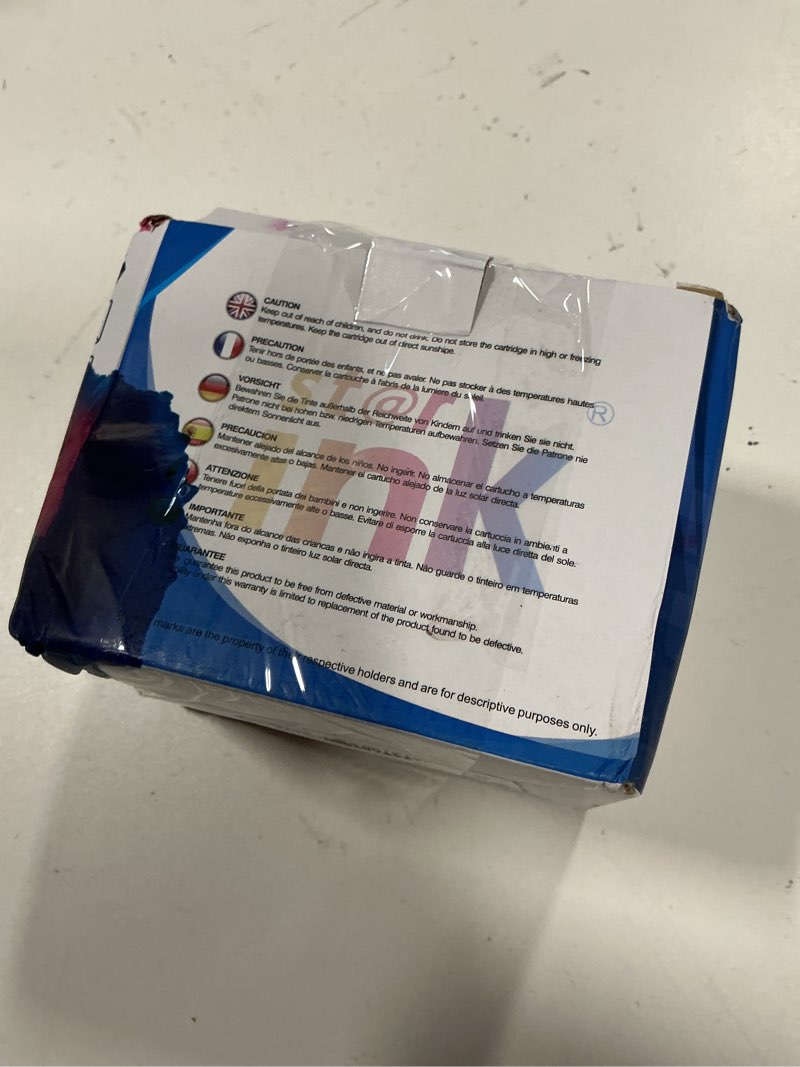 CAUTION
Keep out of reach of children, and do not drink. Do not store the cartridge in high or freezing
temperatures. Keep the cartridge out of direct sunshipe.
PRECAUTION
Tenir hors de portée des enfants, et ne pas avaler. Ne pas stocker à des temperatures hautes
ou basses. Conserver la cartouche à l'abris de la lumiere du soleil.
VORSICHT
Bewahren Sie die Tinte außerhalb der Reichweite von Kindern auf und trinken Sie sie nicht.
Patrone nicht bei hohen bzw. niedrigen Temperaturen aufbewahren. Setzen Sie die Patrone nie
direktem Sonnenlicht aus.
PRECAUCION
Mantener alejado del alcance de los niños. No ingerir. No almacenar el cartucho a temperaturas
excesivamente altas o bajas. Mantener el cartucho alejado de la luz solar directa.
ATTENZIONE
Tenere fuori della portata dei bambini e non ingerire. Non conservare la cartuccia in ambienti a
temperature eccessivamente alte o basse. Evitare di esporre la cartuccia alla luce diretta del sole.
IMPORTANTE
Mantenha fora do alcance das criancas e não ingira a tinta. Não guarde o tinteiro em temperaturas
extremas. Não exponha o tinteiro luz solar directa.
GUARANTEE
guarantee this product to be free from defective material or workmanship.
under this warranty is limited to replacement of the product found to be defective.
marks are the property of respective holders and are for descriptive purposes only.
st@r
ink®